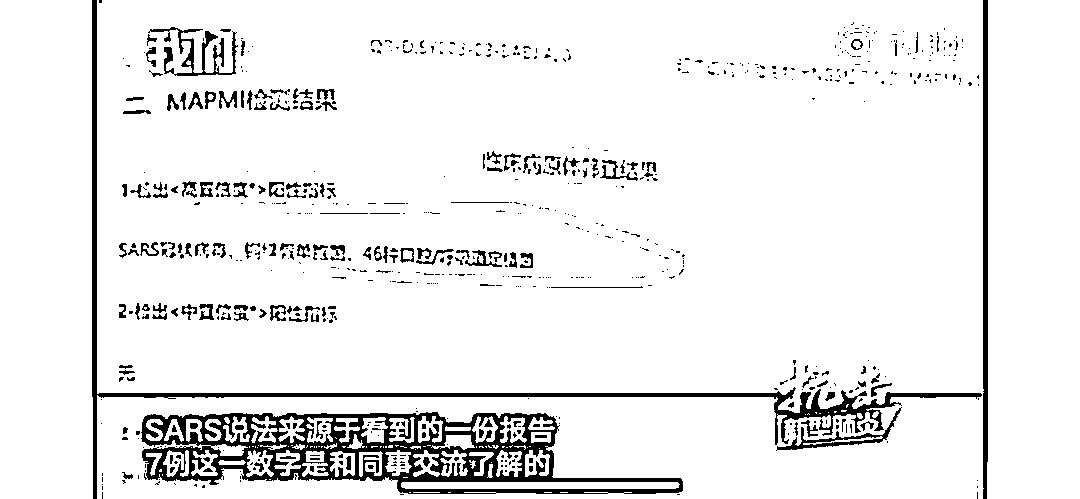 我们
二、MAPMI检测结果
临床病原体筛查结果
1-检出<高置信度*>阳性指标
SARS冠状病毒、铜绿假单胞菌、46种口腔/呼吸道定植菌
2-检出<中置信度*>阳性指标
无
抗击
新型肺炎
SARS说法来源于看到的一份报告
7例这一数字是和同事交流了解的